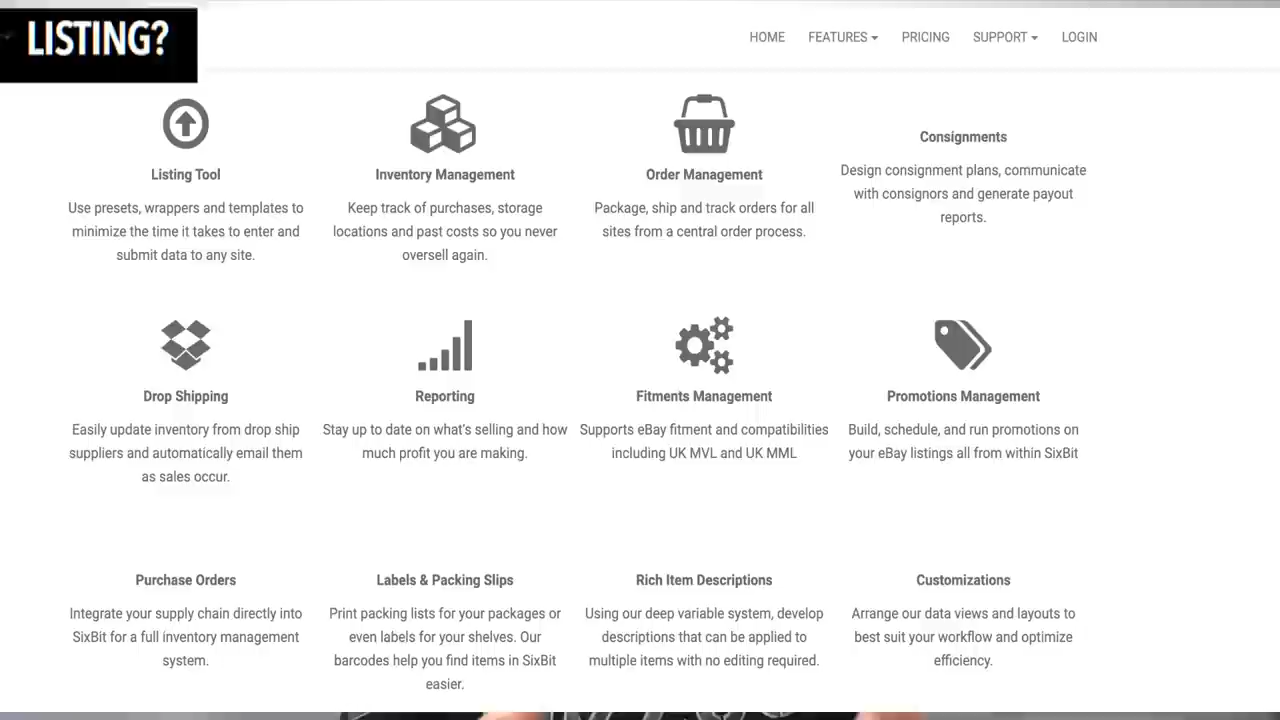 LISTING?
HOME FEATURES PRICING SUPPORT LOGIN
Listing Tool
Use presets, wrappers and templates to
minimize the time it takes to enter and
submit data to any site.
Inventory Management
Keep track of purchases, storage
locations and past costs so you never
oversell again.
Order Management
Package, ship and track orders for all
sites from a central order process.
Consignments
Design consignment plans, communicate
with consignors and generate payout
reports.
Drop Shipping
Easily update inventory from drop ship
suppliers and automatically email them
as sales occur.
Reporting
Stay up to date on what's selling and how
much profit you are making.
Fitments Management
Supports eBay fitment and compatibilities
including UK MVL and UK MML
Promotions Management
Build, schedule, and run promotions on
your eBay listings all from within SixBit
Purchase Orders
Integrate your supply chain directly into
SixBit for a full inventory management
system.
Labels & Packing Slips
Print packing lists for your packages or
even labels for your shelves. Our
barcodes help you find items in SixBit
easier.
Rich Item Descriptions
Using our deep variable system, develop
descriptions that can be applied to
multiple items with no editing required.
Customizations
Arrange our data views and layouts to
best suit your workflow and optimize
efficiency.